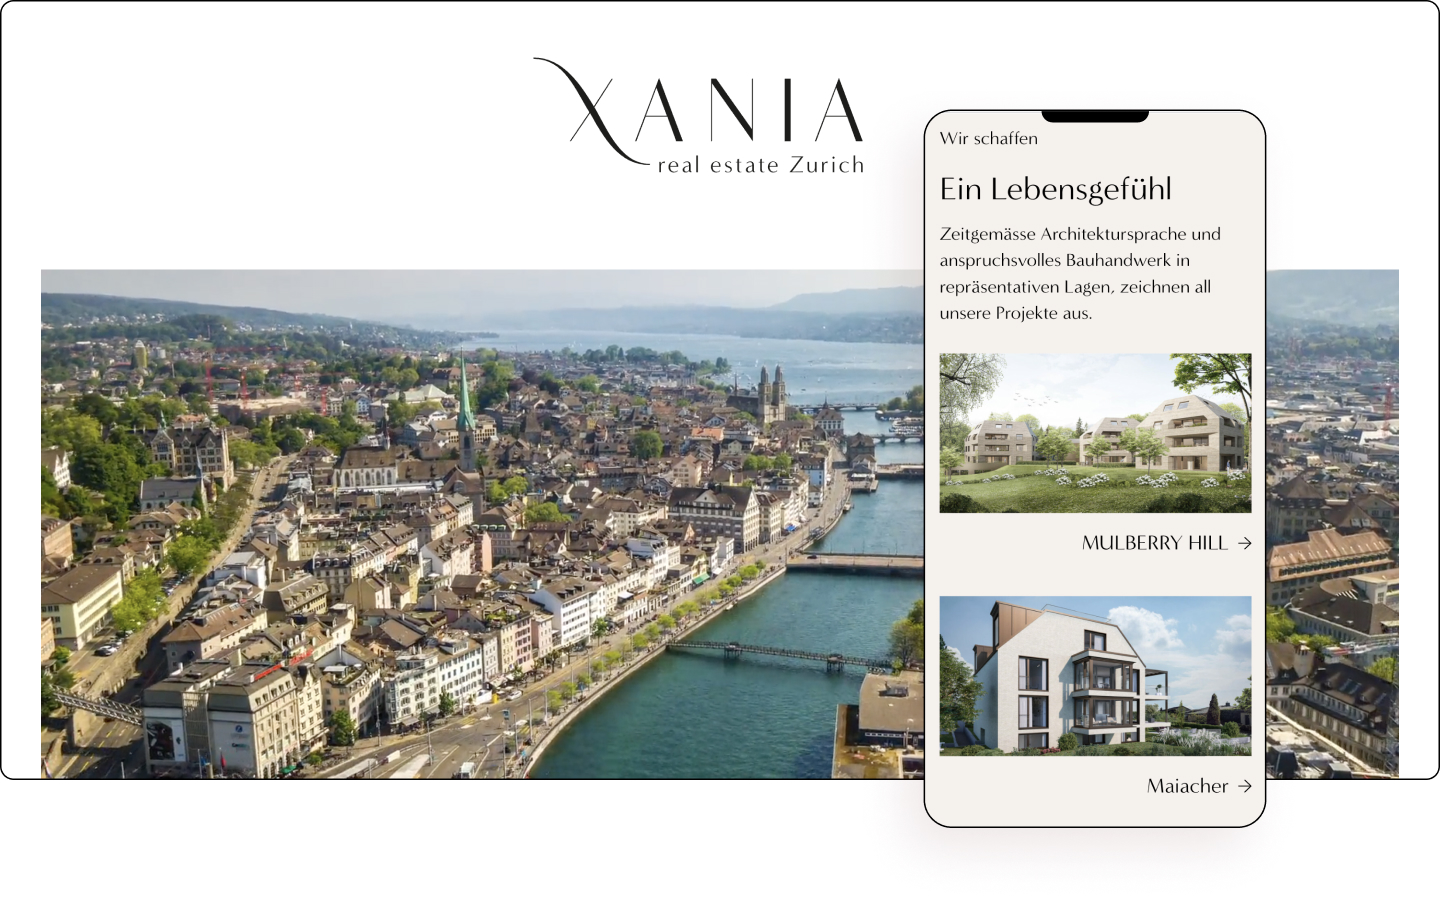 XANIA
real estate Zurich
Wir schaffen
Ein Lebensgefühl
Zeitgemässe Architektursprache und
anspruchsvolles Bauhandwerk in
repräsentativen Lagen, zeichnen all
unsere Projekte aus.
MULBERRY HILL →
Maiacher →